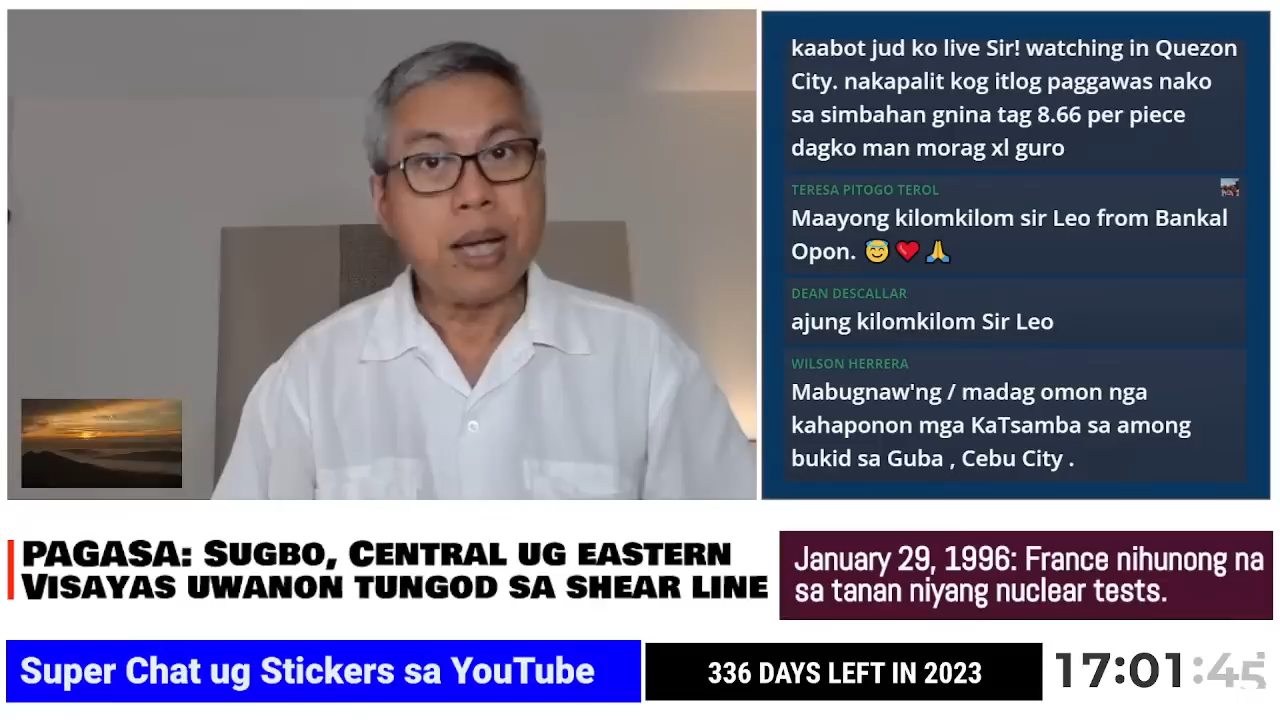 kaabot jud ko live Sir! watching in Quezon
City. nakapalit kog itlog paggawas nako
sa simbahan gnina tag 8.66 per piece
dagko man morag xl guro
TERESA PITOGO TEROL
Maayong kilomkilom sir Leo from Bankal
Opon. 😇❤️🙏
DEAN DESCALLAR
ajung kilomkilom Sir Leo
WILSON HERRERA
Mabugnaw'ng / madag omon nga
kahaponon mga KaTsamba sa among
bukid sa Guba , Cebu City .
PAGASA: SUGBO, CENTRAL UG EASTERN
VISAYAS UWANON TUNGOD SA SHEAR LINE
January 29, 1996: France nihunong na
sa tanan niyang nuclear tests.
Super Chat ug Stickers sa YouTube
336 DAYS LEFT IN 2023
17:01:45